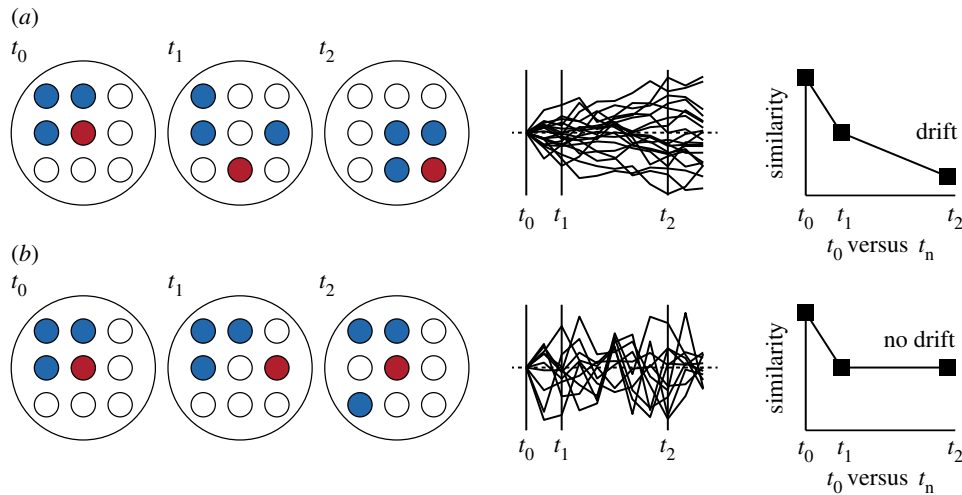 (a)
t0 t1 t2
similarity
drift
t0 t1 t2
t0 t1 t2
t0 versus tn
(b)
t0 t1 t2
similarity
no drift
t0 t1 t2
t0 t1 t2
t0 versus tn